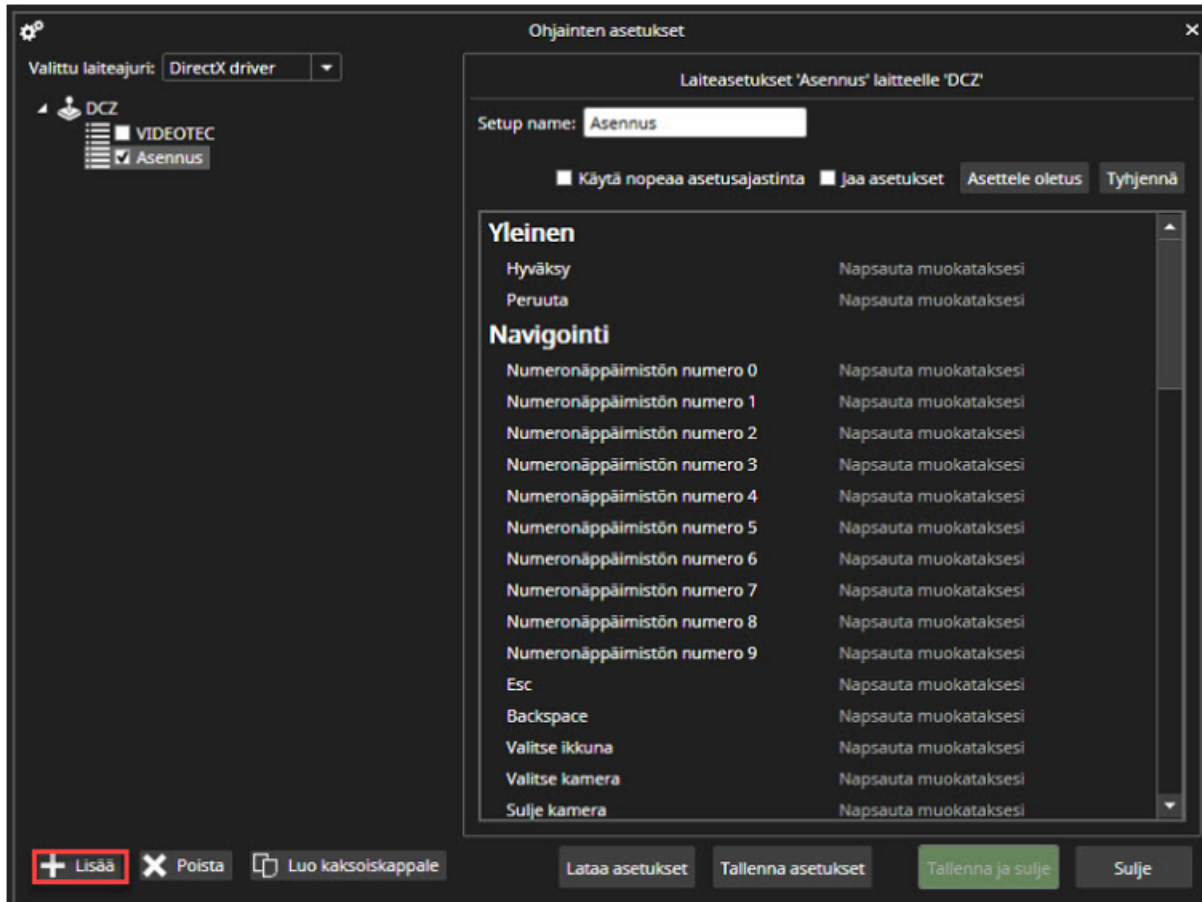 Ohjainten asetukset
Valittu laiteajuri: DirectX driver
DCZ
VIDEOTEC
Asennus
Laiteasetukset 'Asennus' laitteelle 'DCZ'
Setup name: Asennus
Käytä nopeaa asetusajastinta Jaa asetukset Asettele oletus Tyhjennä
Yleinen
Hyväksy Napsauta muokataksesi
Peruuta Napsauta muokataksesi
Navigointi
Numeronäppäimistön numero 0 Napsauta muokataksesi
Numeronäppäimistön numero 1 Napsauta muokataksesi
Numeronäppäimistön numero 2 Napsauta muokataksesi
Numeronäppäimistön numero 3 Napsauta muokataksesi
Numeronäppäimistön numero 4 Napsauta muokataksesi
Numeronäppäimistön numero 5 Napsauta muokataksesi
Numeronäppäimistön numero 6 Napsauta muokataksesi
Numeronäppäimistön numero 7 Napsauta muokataksesi
Numeronäppäimistön numero 8 Napsauta muokataksesi
Numeronäppäimistön numero 9 Napsauta muokataksesi
Esc Napsauta muokataksesi
Backspace Napsauta muokataksesi
Valitse ikkuna Napsauta muokataksesi
Valitse kamera Napsauta muokataksesi
Sulje kamera Napsauta muokataksesi
Lisää Poista Luo kaksoiskappale Lataa asetukset Tallenna asetukset Tallenna ja sulje Sulje